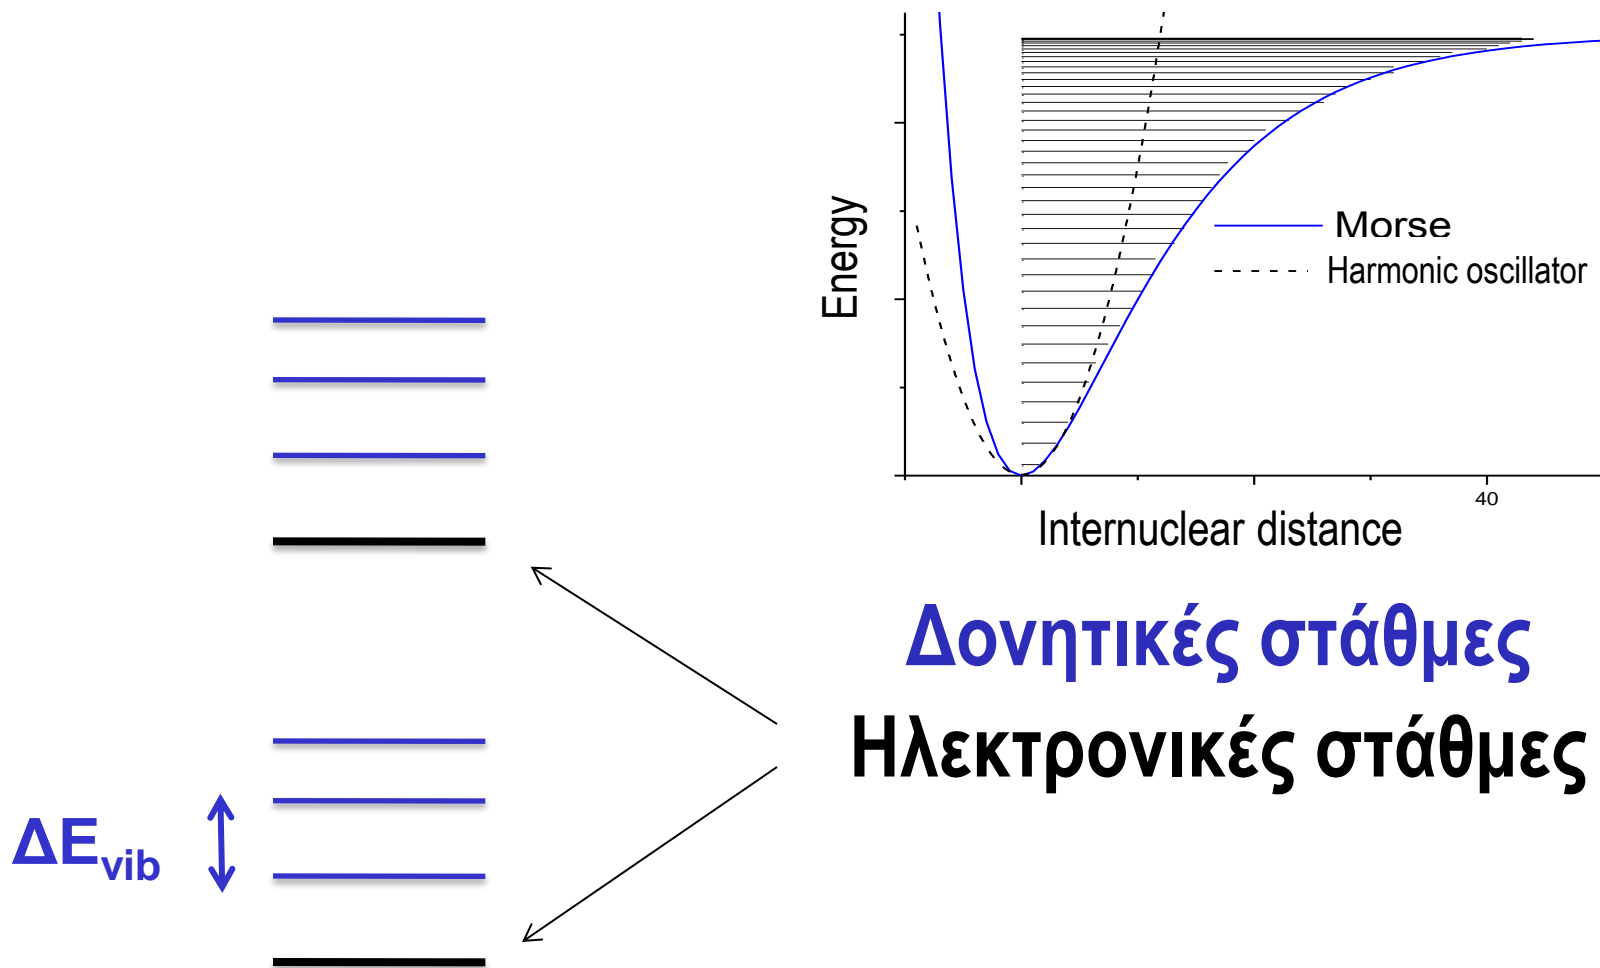 Energy
Morse
Harmonic oscillator
40
Internuclear distance
Δονητικές στάθμες
Ηλεκτρονικές στάθμες
ΔEvib